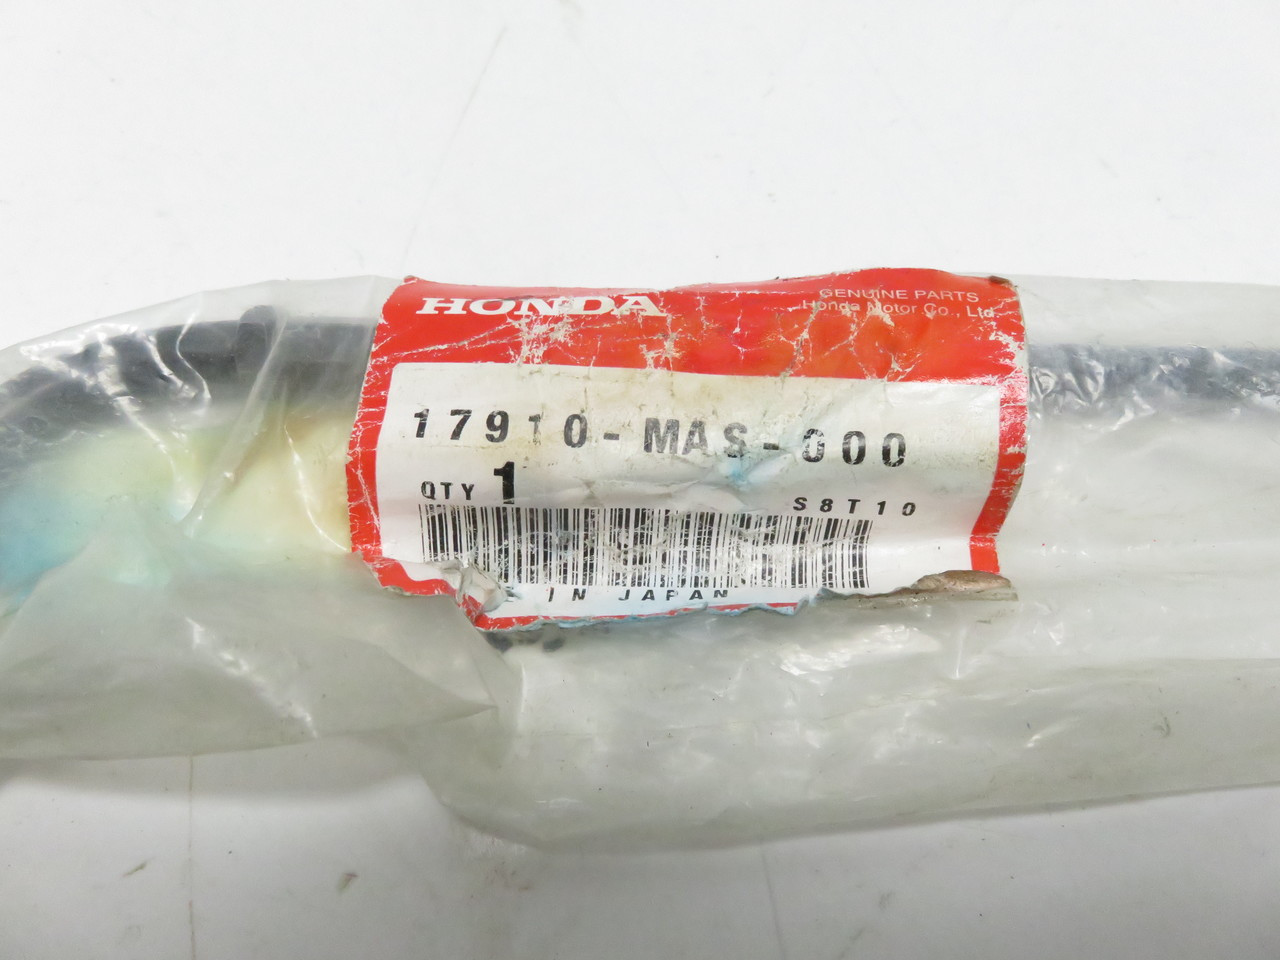 HONDA
GENUINE PARTS
Honda Motor Co., Ltd.
17910-MAS-000
QTY 1
S8T10
IN JAPAN